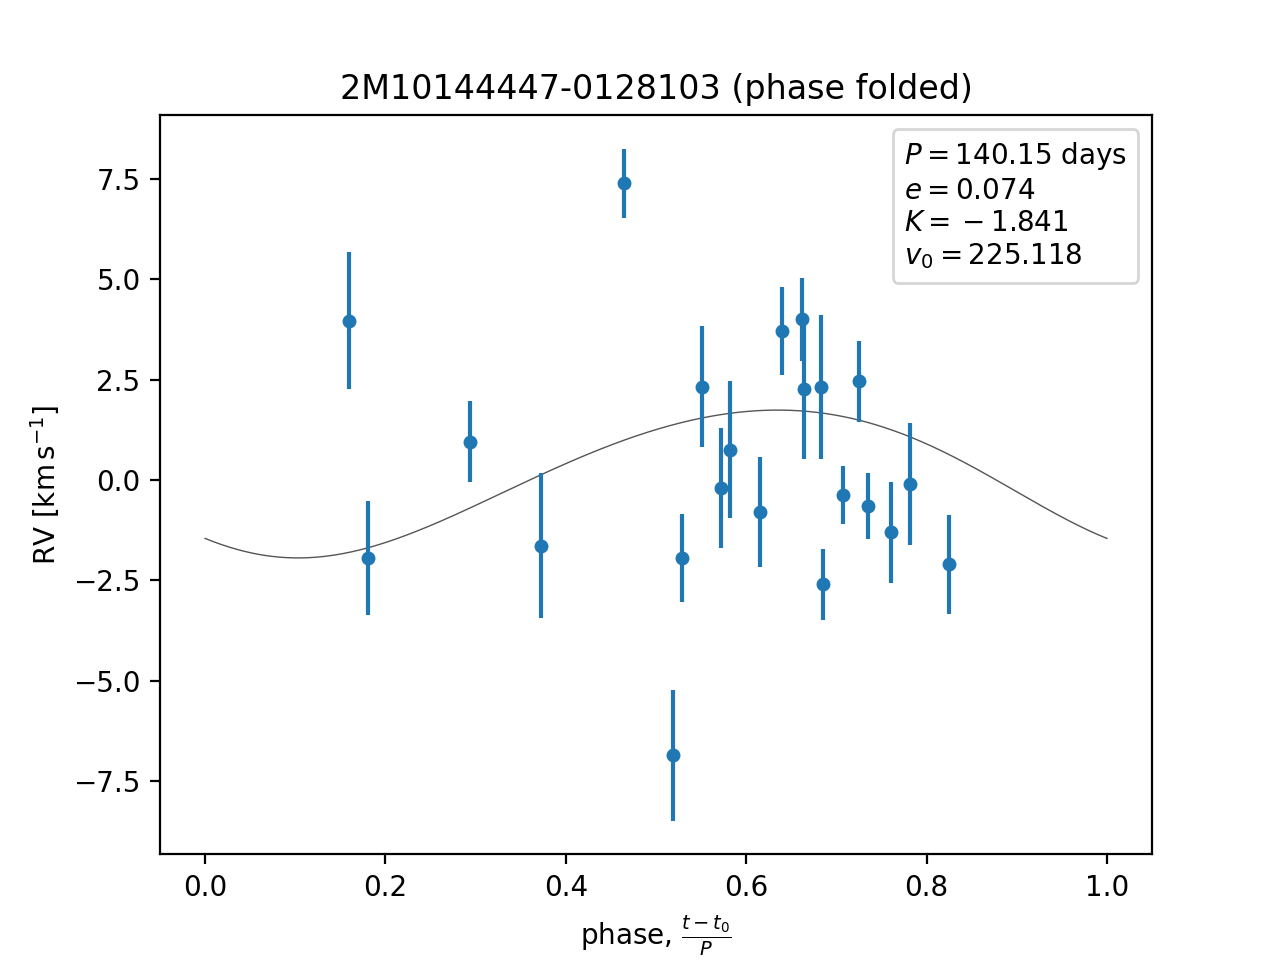 2M10144447-0128103 (phase folded)
P = 140.15 days
e = 0.074
K = −1.841
v₀ = 225.118
RV [km s⁻¹]
7.5
5.0
2.5
0.0
−2.5
−5.0
−7.5
0.0 0.2 0.4 0.6 0.8 1.0
phase, (t − t₀)/P